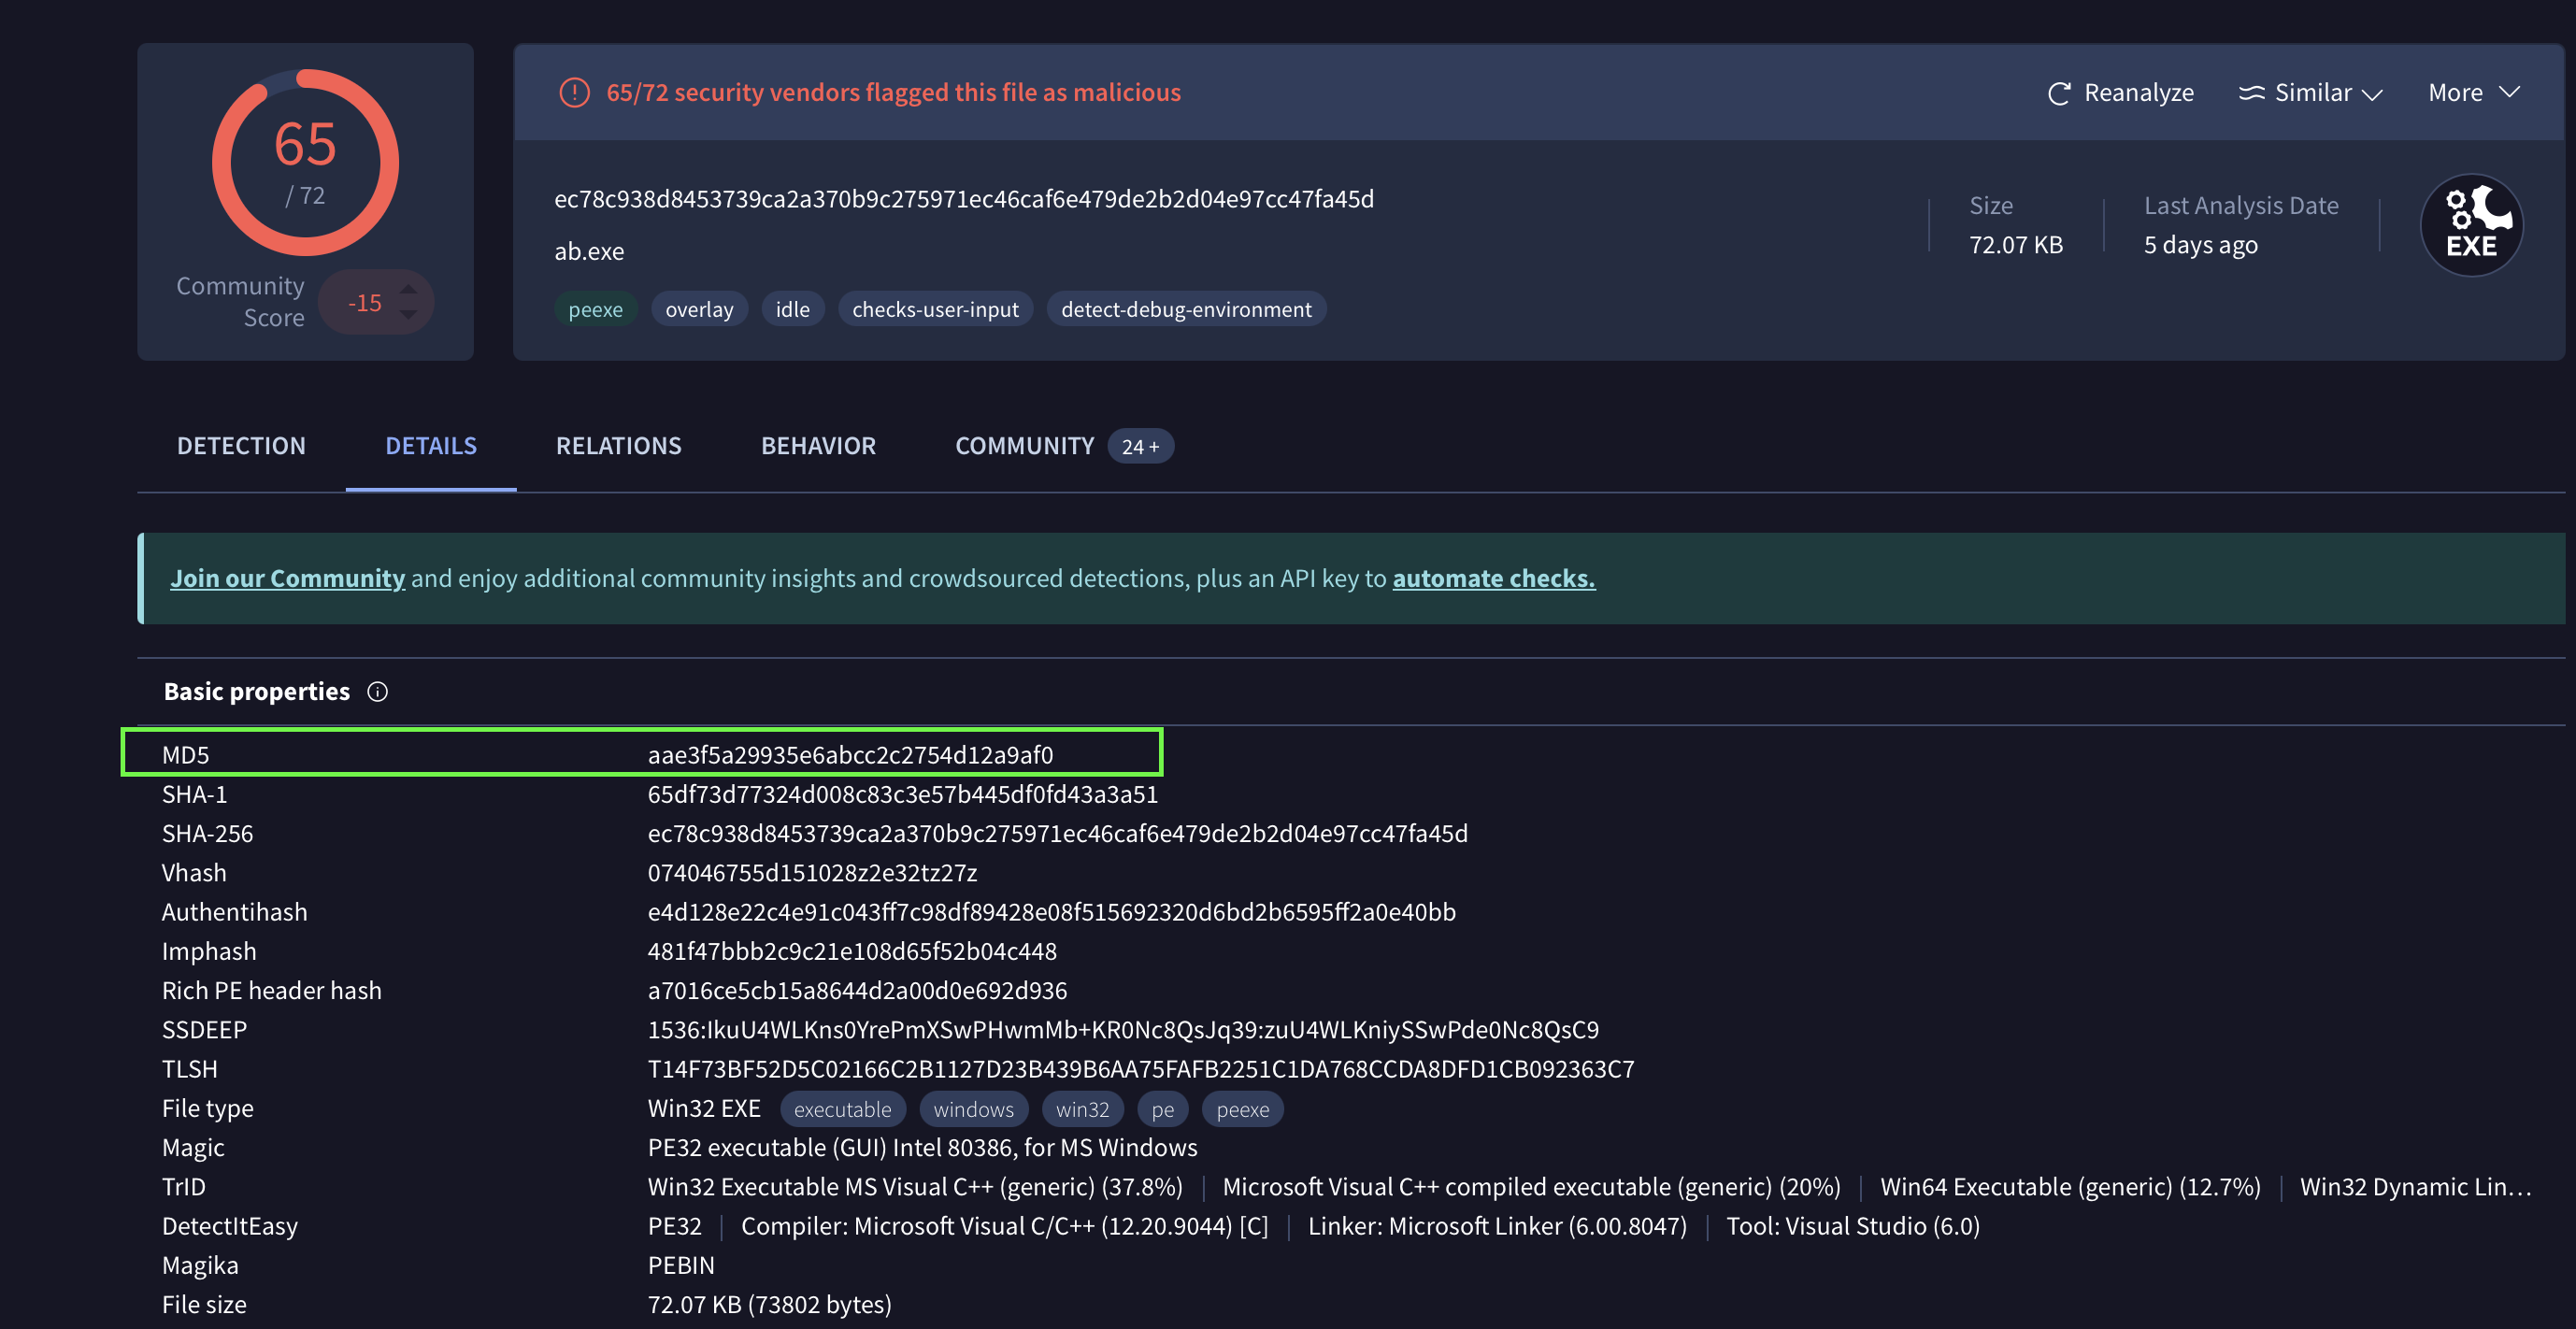 65
/ 72
Community Score
-15
65/72 security vendors flagged this file as malicious
Reanalyze
Similar
More
ec78c938d8453739ca2a370b9c275971ec46caf6e479de2b2d04e97cc47fa45d
ab.exe
peexe overlay idle checks-user-input detect-debug-environment
Size
72.07 KB
Last Analysis Date
5 days ago
EXE
DETECTION DETAILS RELATIONS BEHAVIOR COMMUNITY 24 +
Join our Community and enjoy additional community insights and crowdsourced detections, plus an API key to automate checks.
Basic properties
MD5 aae3f5a29935e6abcc2c2754d12a9af0
SHA-1 65df73d77324d008c83c3e57b445df0fd43a3a51
SHA-256 ec78c938d8453739ca2a370b9c275971ec46caf6e479de2b2d04e97cc47fa45d
Vhash 074046755d151028z2e32tz27z
Authentihash e4d128e22c4e91c043ff7c98df89428e08f515692320d6bd2b6595ff2a0e40bb
Imphash 481f47bbb2c9c21e108d65f52b04c448
Rich PE header hash a7016ce5cb15a8644d2a00d0e692d936
SSDEEP 1536:IkuU4WLKns0YrePmXSwPHwmMb+KR0Nc8QsJq39:zuU4WLKniySSwPde0Nc8QsC9
TLSH T14F73BF52D5C02166C2B1127D23B439B6AA75FAFB2251C1DA768CCDA8DFD1CB092363C7
File type Win32 EXE executable windows win32 pe peexe
Magic PE32 executable (GUI) Intel 80386, for MS Windows
TrID Win32 Executable MS Visual C++ (generic) (37.8%) | Microsoft Visual C++ compiled executable (generic) (20%) | Win64 Executable (generic) (12.7%) | Win32 Dynamic Lin…
DetectItEasy PE32 | Compiler: Microsoft Visual C/C++ (12.20.9044) [C] | Linker: Microsoft Linker (6.00.8047) | Tool: Visual Studio (6.0)
Magika PEBIN
File size 72.07 KB (73802 bytes)